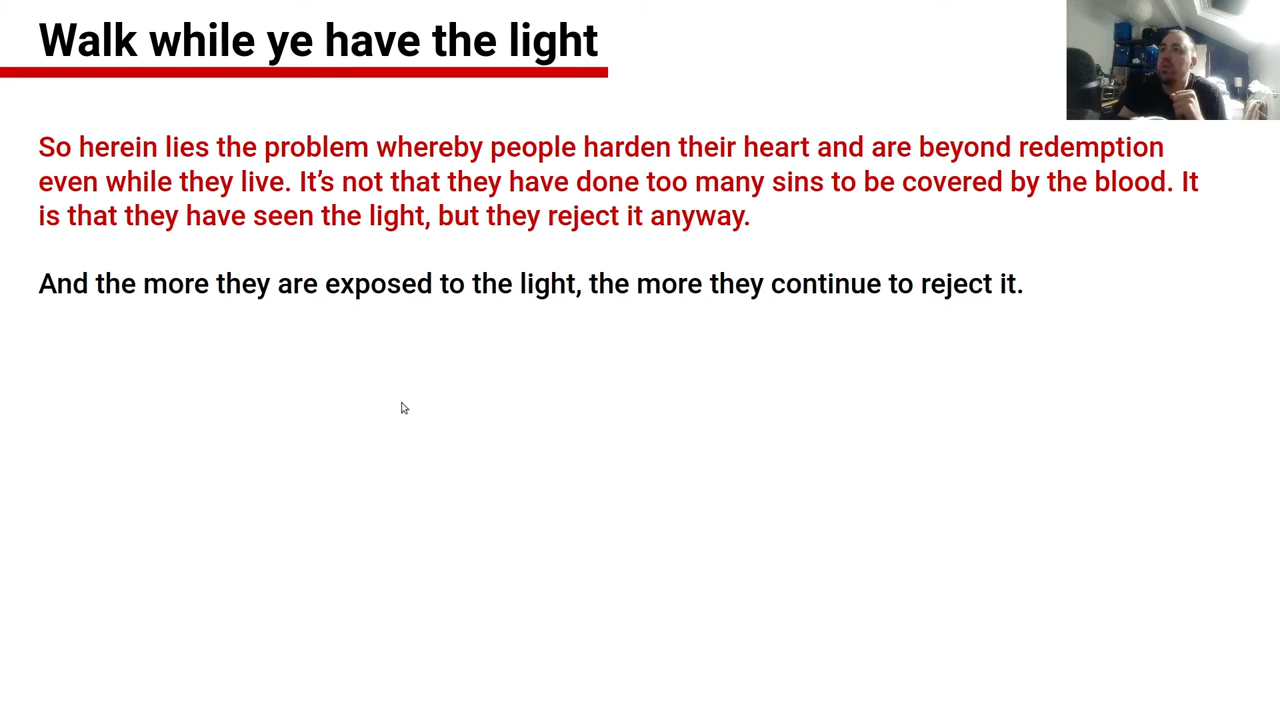 Walk while ye have the light
So herein lies the problem whereby people harden their heart and are beyond redemption
even while they live. It’s not that they have done too many sins to be covered by the blood. It
is that they have seen the light, but they reject it anyway.
And the more they are exposed to the light, the more they continue to reject it.